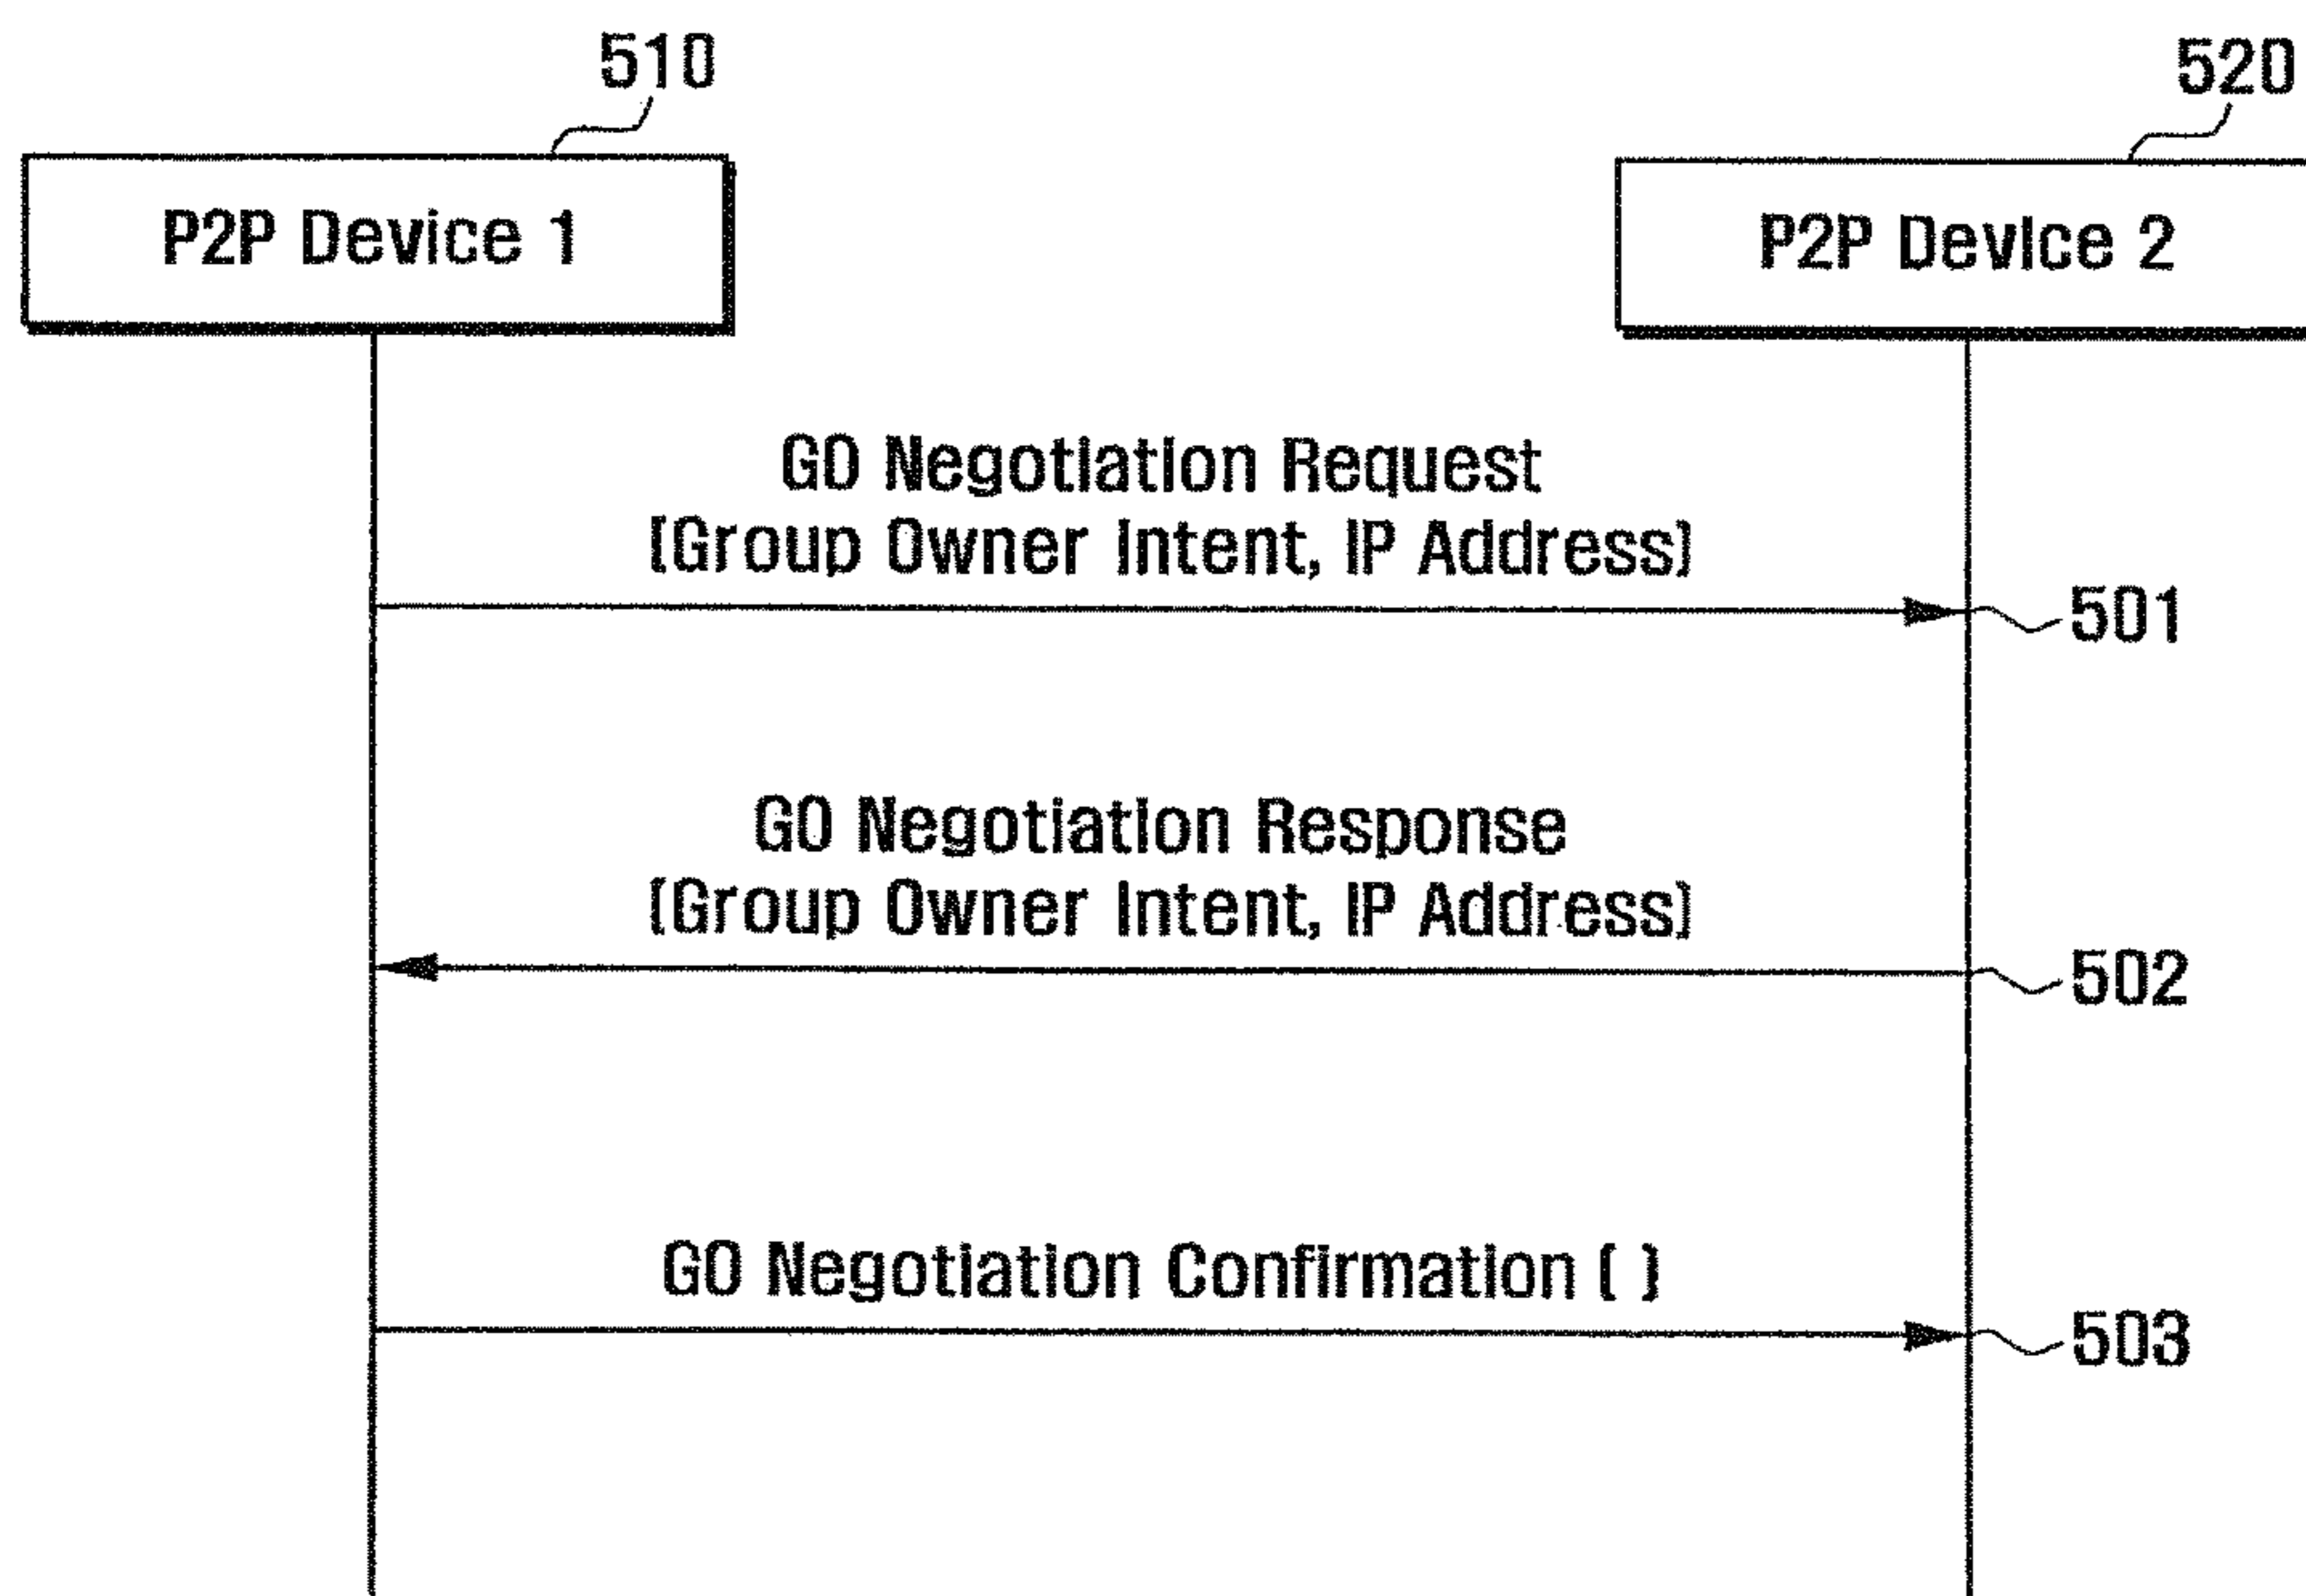 510
520
P2P Device 1
P2P Device 2
GO Negotiation Request
(Group Owner Intent, IP Address)
501
GO Negotiation Response
(Group Owner Intent, IP Address)
502
GO Negotiation Confirmation ( )
503